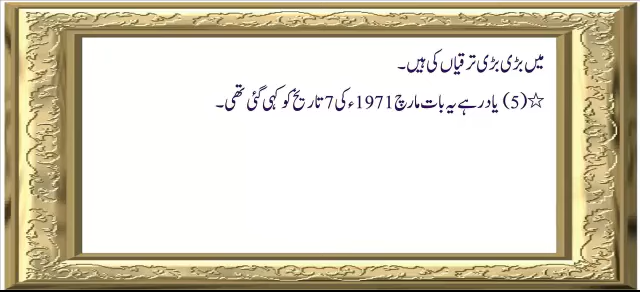 میں بڑی بڑی ترقیاں کی ہیں۔
☆(5) یاد رہے یہ بات مارچ 1971ء کی 7 تاریخ کو کہی گئی تھی۔